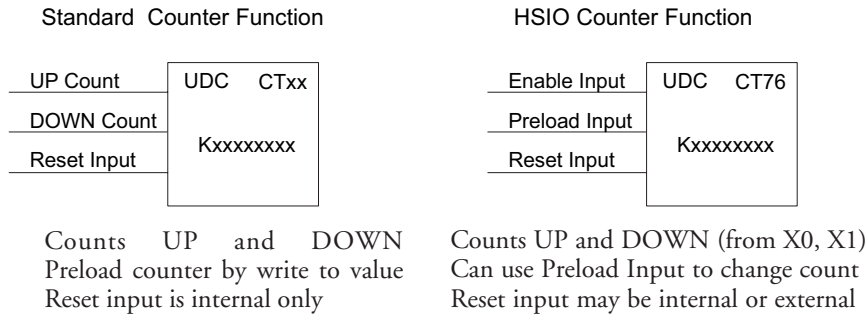 Standard Counter Function
UP Count
DOWN Count
Reset Input
UDC CTxx
Kxxxxxxxx
Counts UP and DOWN
Preload counter by write to value
Reset input is internal only
HSIO Counter Function
Enable Input
Preload Input
Reset Input
UDC CT76
Kxxxxxxxx
Counts UP and DOWN (from X0, X1)
Can use Preload Input to change count
Reset input may be internal or external